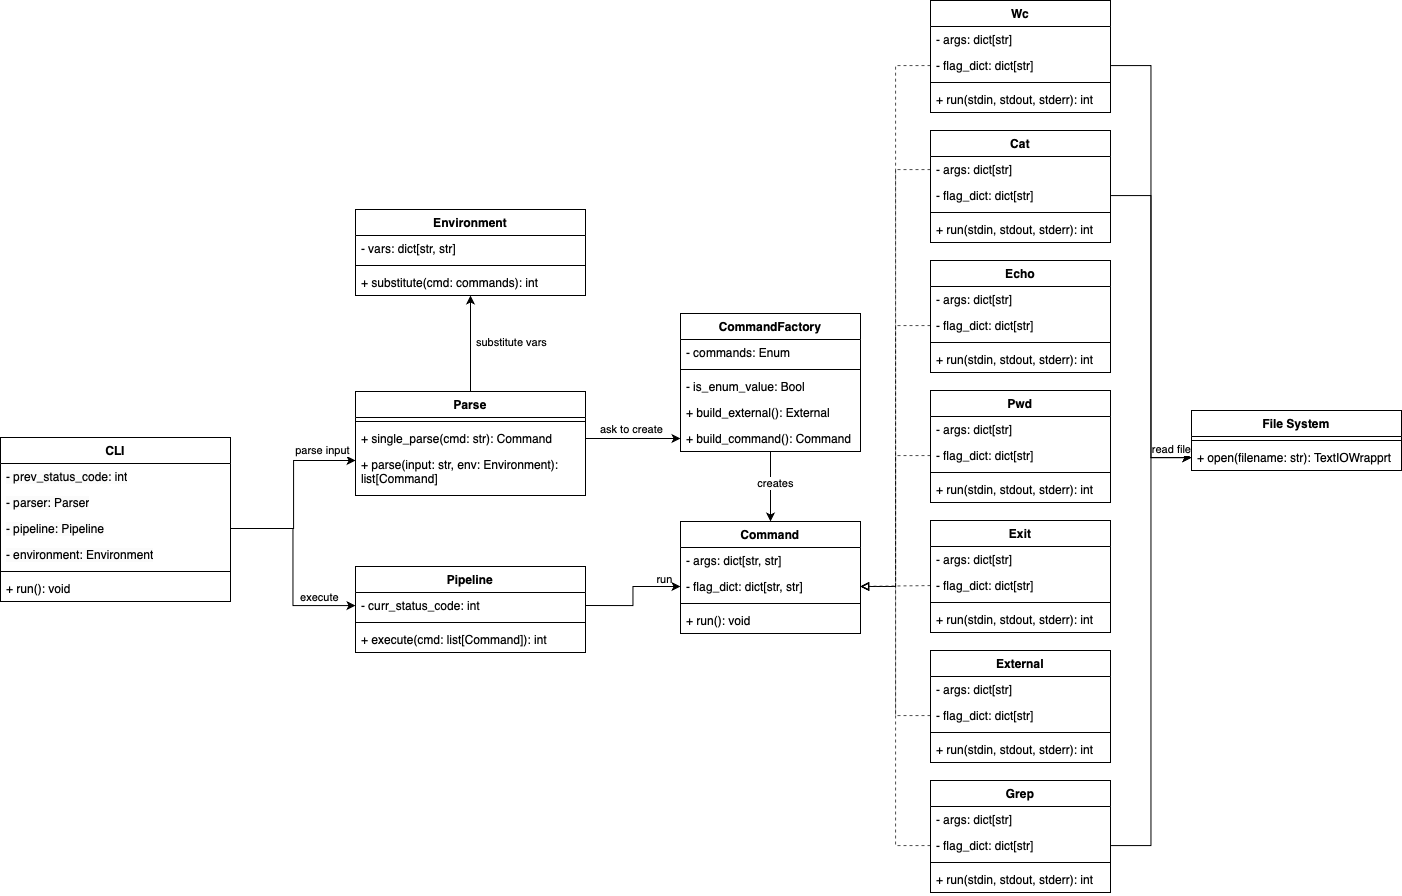 Wc
- args: dict[str]
- flag_dict: dict[str]
+ run(stdin, stdout, stderr): int
Cat
- args: dict[str]
- flag_dict: dict[str]
+ run(stdin, stdout, stderr): int
Environment
- vars: dict[str, str]
+ substitute(cmd: commands): int
Echo
- args: dict[str]
- flag_dict: dict[str]
+ run(stdin, stdout, stderr): int
substitute vars
CommandFactory
- commands: Enum
- is_enum_value: Bool
+ build_external(): External
+ build_command(): Command
Parse
+ single_parse(cmd: str): Command
+ parse(input: str, env: Environment):
list[Command]
ask to create
Pwd
- args: dict[str]
- flag_dict: dict[str]
+ run(stdin, stdout, stderr): int
File System
+ open(filename: str): TextIOWrapprt
read file
CLI
- prev_status_code: int
- parser: Parser
- pipeline: Pipeline
- environment: Environment
+ run(): void
parse input
creates
Command
- args: dict[str, str]
- flag_dict: dict[str, str]
+ run(): void
Exit
- args: dict[str]
- flag_dict: dict[str]
+ run(stdin, stdout, stderr): int
execute
Pipeline
- curr_status_code: int
+ execute(cmd: list[Command]): int
run
External
- args: dict[str]
- flag_dict: dict[str]
+ run(stdin, stdout, stderr): int
Grep
- args: dict[str]
- flag_dict: dict[str]
+ run(stdin, stdout, stderr): int